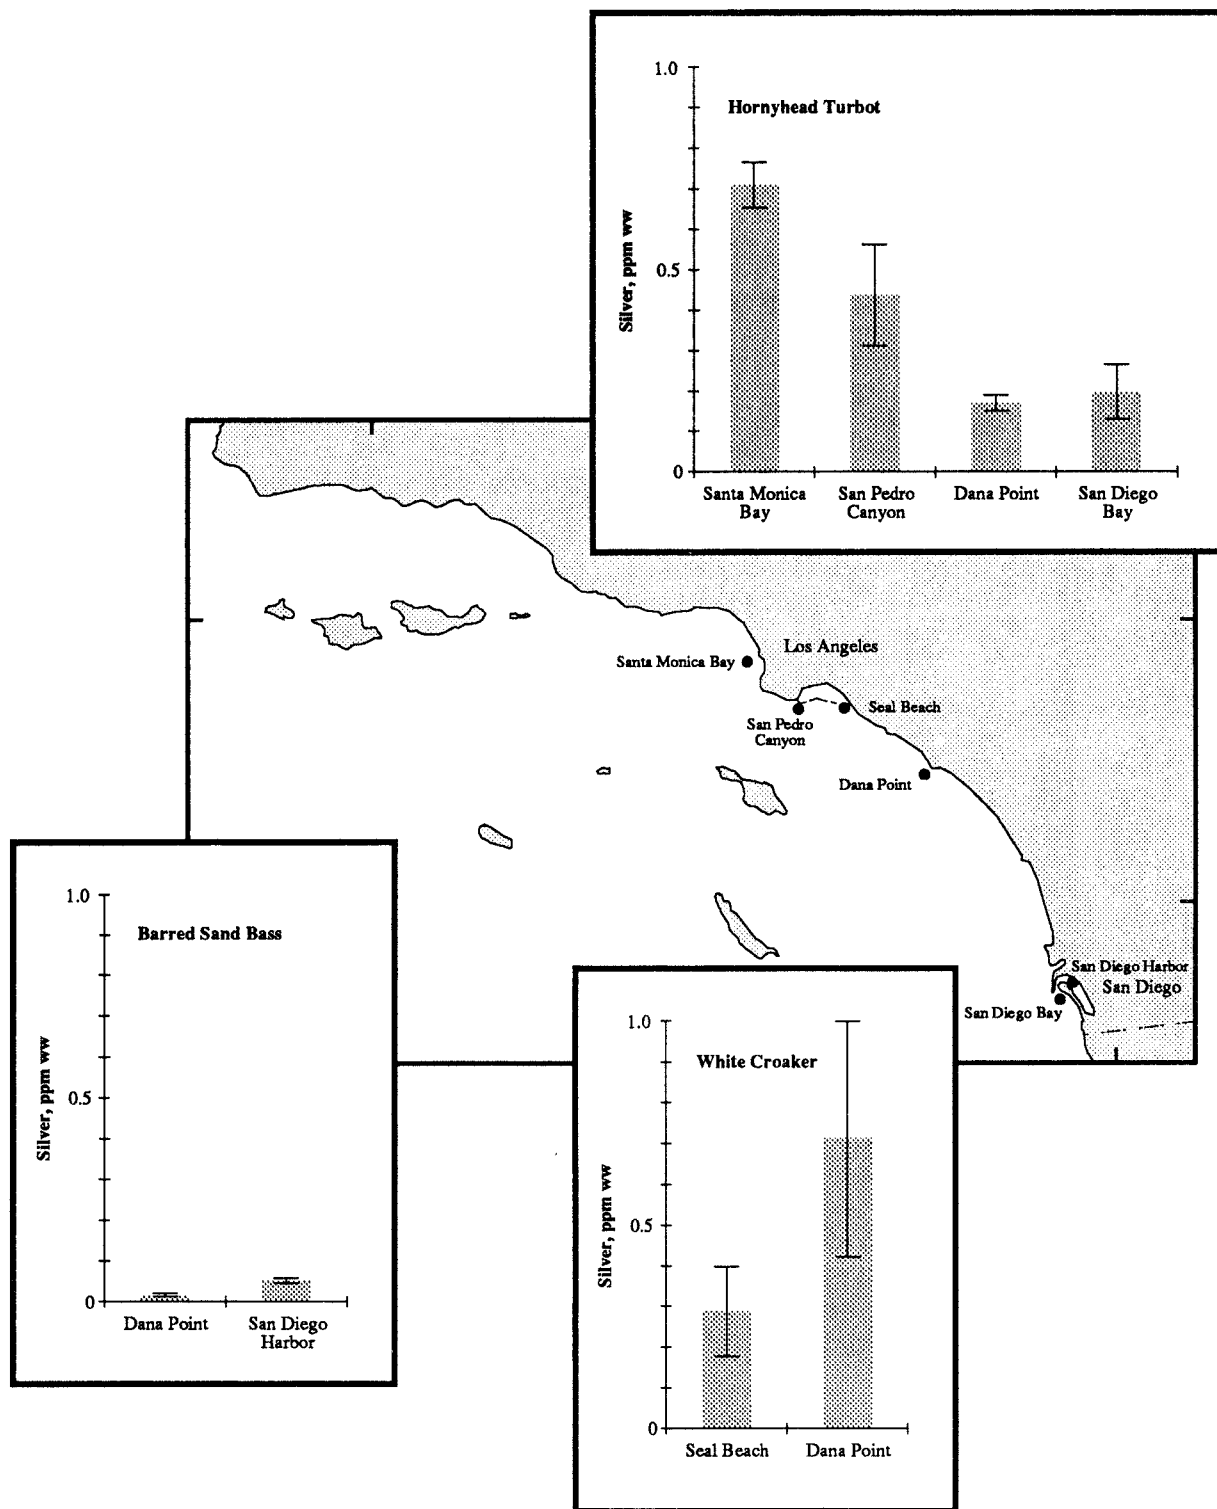 1.0
Hornyhead Turbot
Silver, ppm ww
0.5
0
Santa Monica
Bay
San Pedro
Canyon
Dana Point
San Diego
Bay
Los Angeles
Santa Monica Bay
Seal Beach
San Pedro
Canyon
Dana Point
San Diego Harbor
San Diego
San Diego Bay
1.0
Barred Sand Bass
Silver, ppm ww
0.5
0
Dana Point
San Diego
Harbor
1.0
White Croaker
Silver, ppm ww
0.5
0
Seal Beach
Dana Point